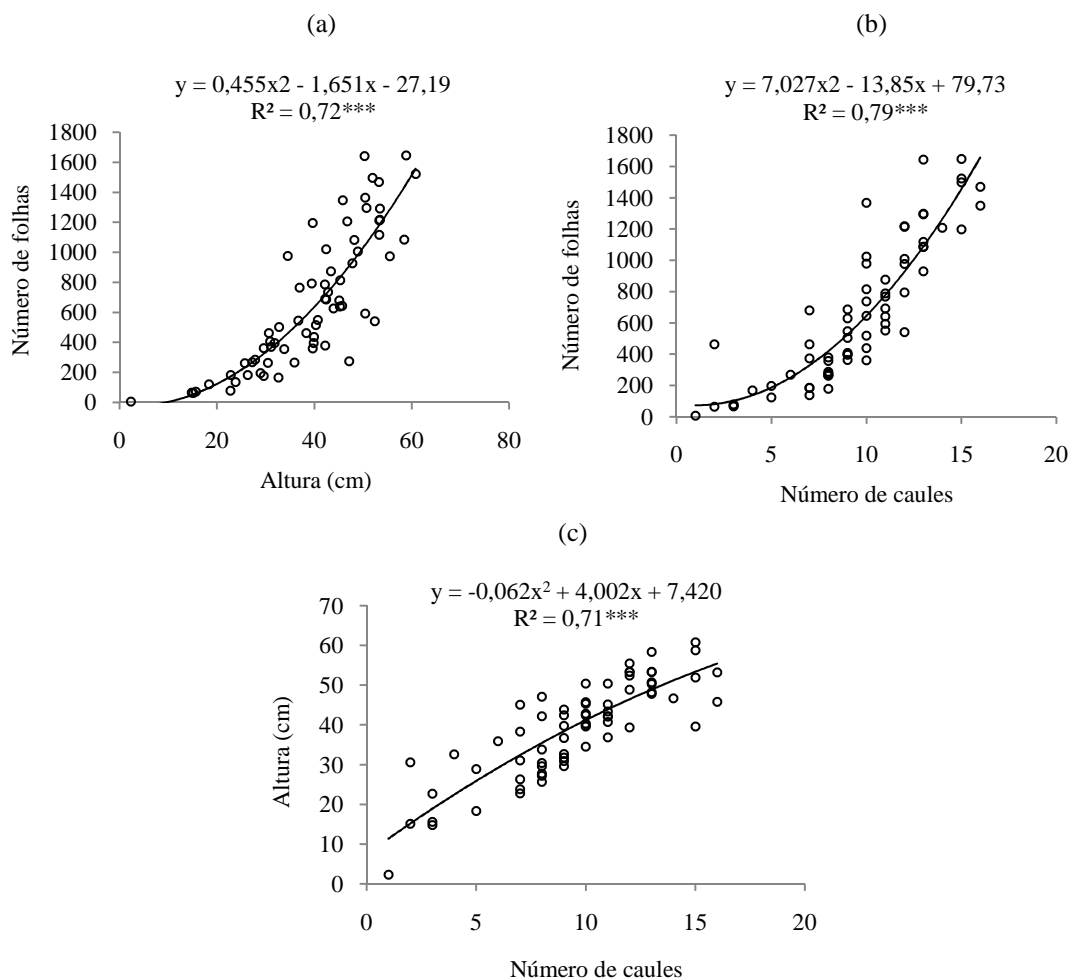 (a)
y = 0,455x2 - 1,651x - 27,19
R² = 0,72***
Número de folhas
1800
1600
1400
1200
1000
800
600
400
200
0
0 20 40 60 80
Altura (cm)
(b)
y = 7,027x2 - 13,85x + 79,73
R² = 0,79***
Número de folhas
1800
1600
1400
1200
1000
800
600
400
200
0
0 5 10 15 20
Número de caules
(c)
y = -0,062x² + 4,002x + 7,420
R² = 0,71***
Altura (cm)
70
60
50
40
30
20
10
0
0 5 10 15 20
Número de caules